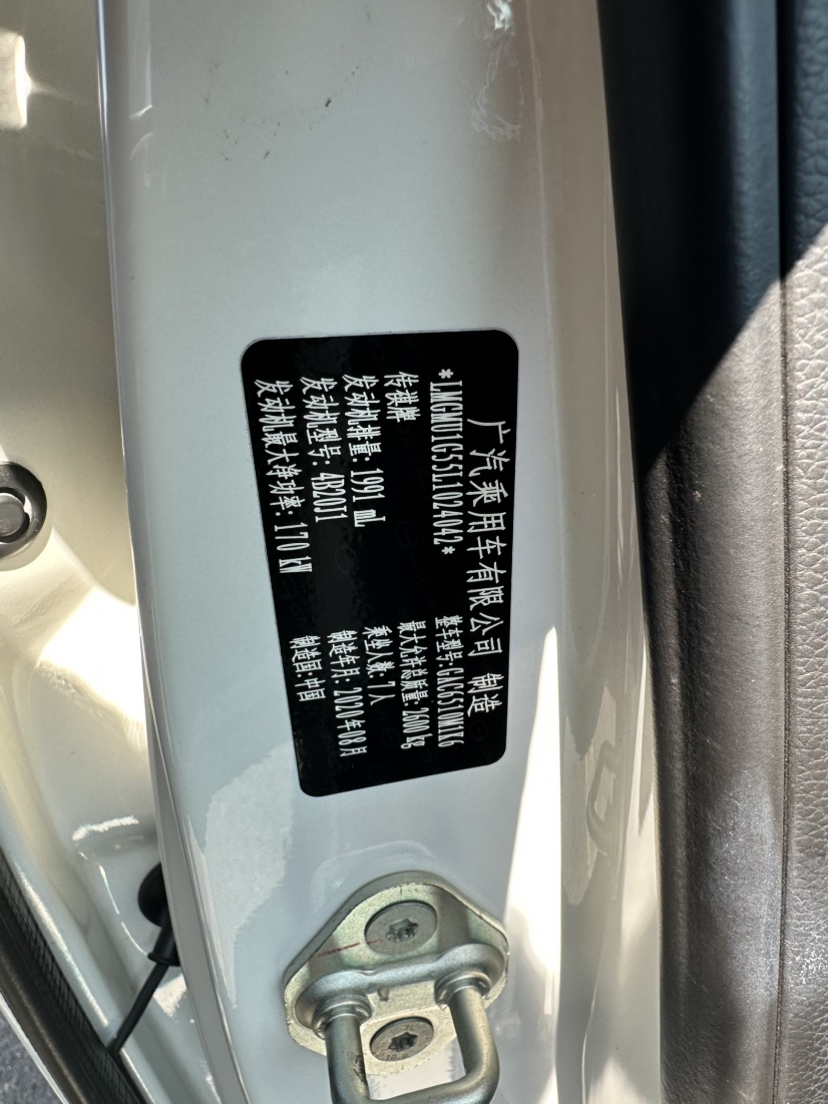 广汽乘用车有限公司 制造
*LMGMU1G55L1024042*
整车型号:GAC6510M1X6
传祺牌
最大允许总质量:2600 kg
发动机排量:1991 mL
乘坐人数:7人
发动机型号:4B20J1
制造年月:2020年08月
发动机最大净功率:170 kW
制造国:中国